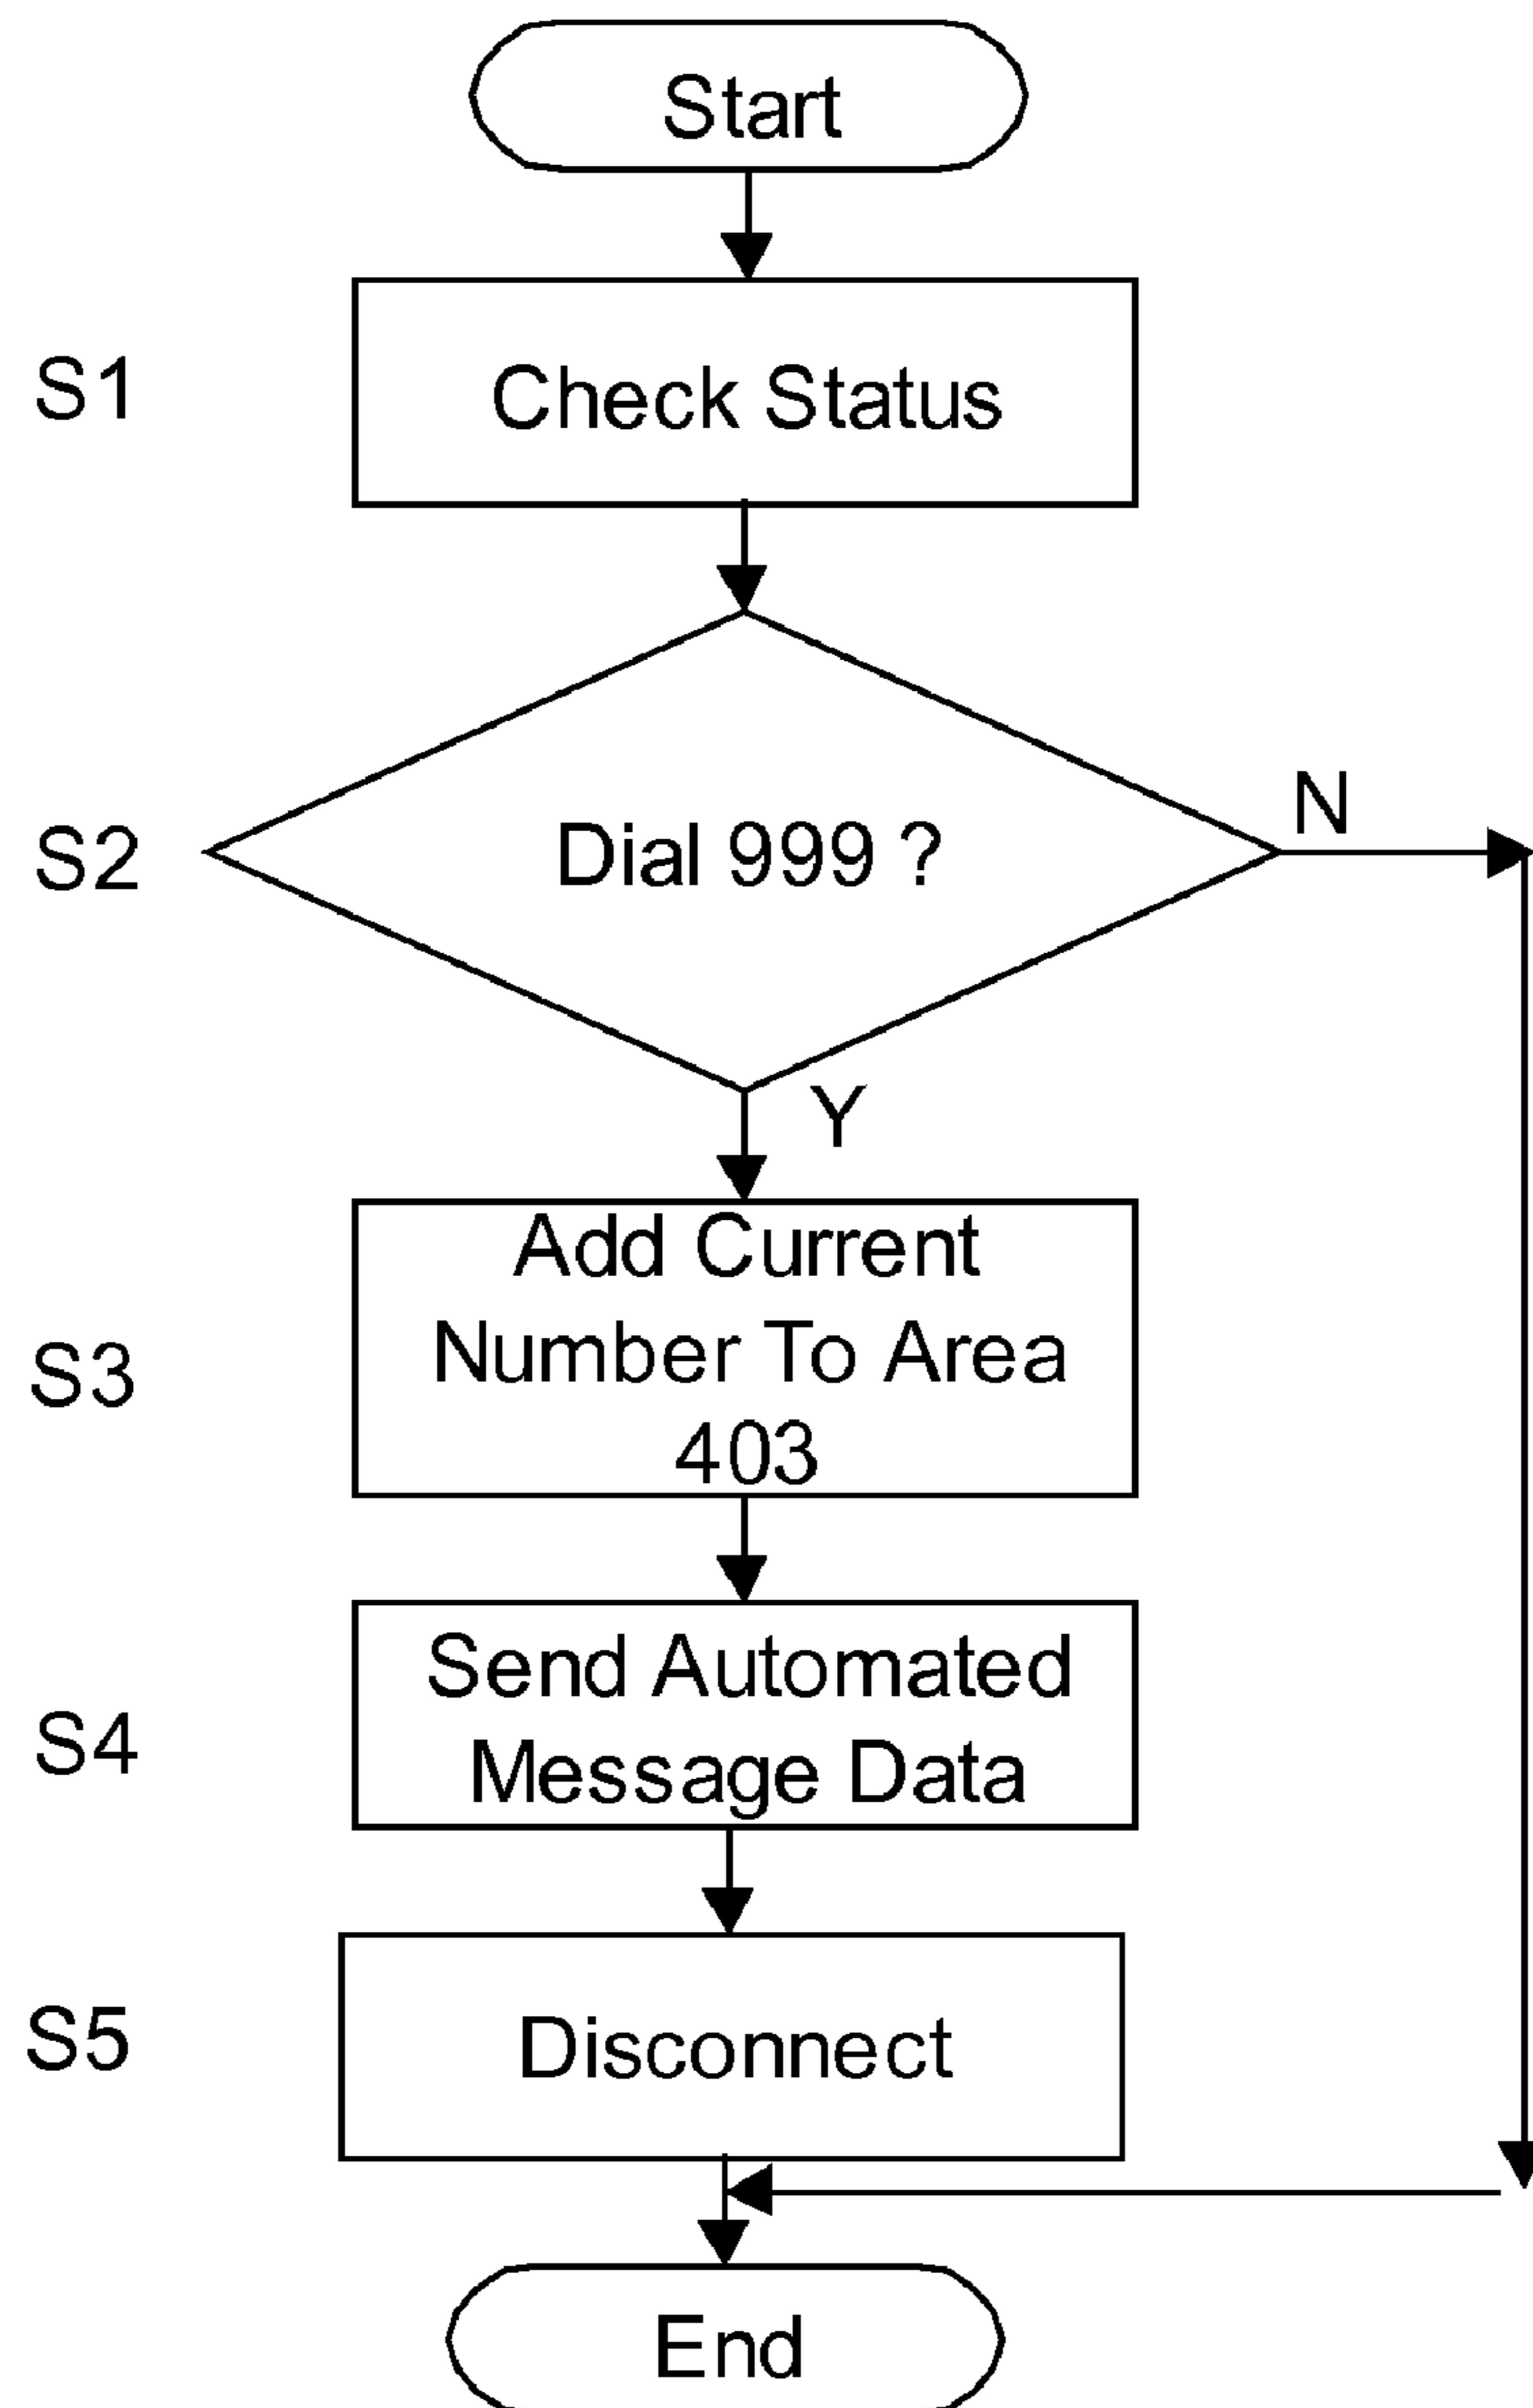 Start
S1
Check Status
S2
Dial 999 ?
N
Y
S3
Add Current
Number To Area
403
S4
Send Automated
Message Data
S5
Disconnect
End